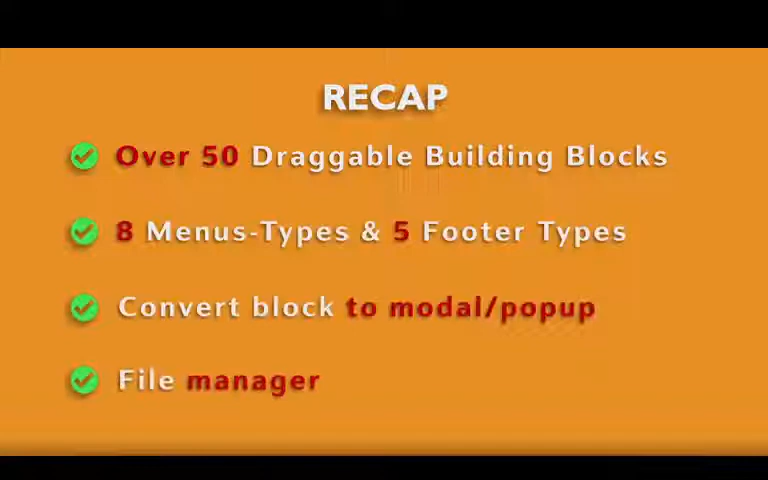 RECAP
Over 50 Draggable Building Blocks
8 Menus-Types & 5 Footer Types
Convert block to modal/popup
File manager